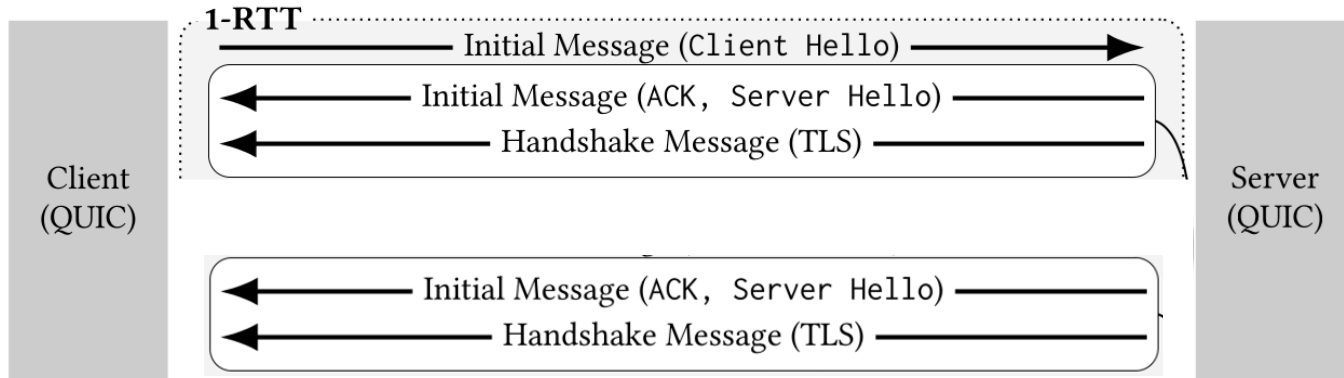 1-RTT
Initial Message (Client Hello)
Initial Message (ACK, Server Hello)
Handshake Message (TLS)
Client
(QUIC)
Server
(QUIC)
Initial Message (ACK, Server Hello)
Handshake Message (TLS)